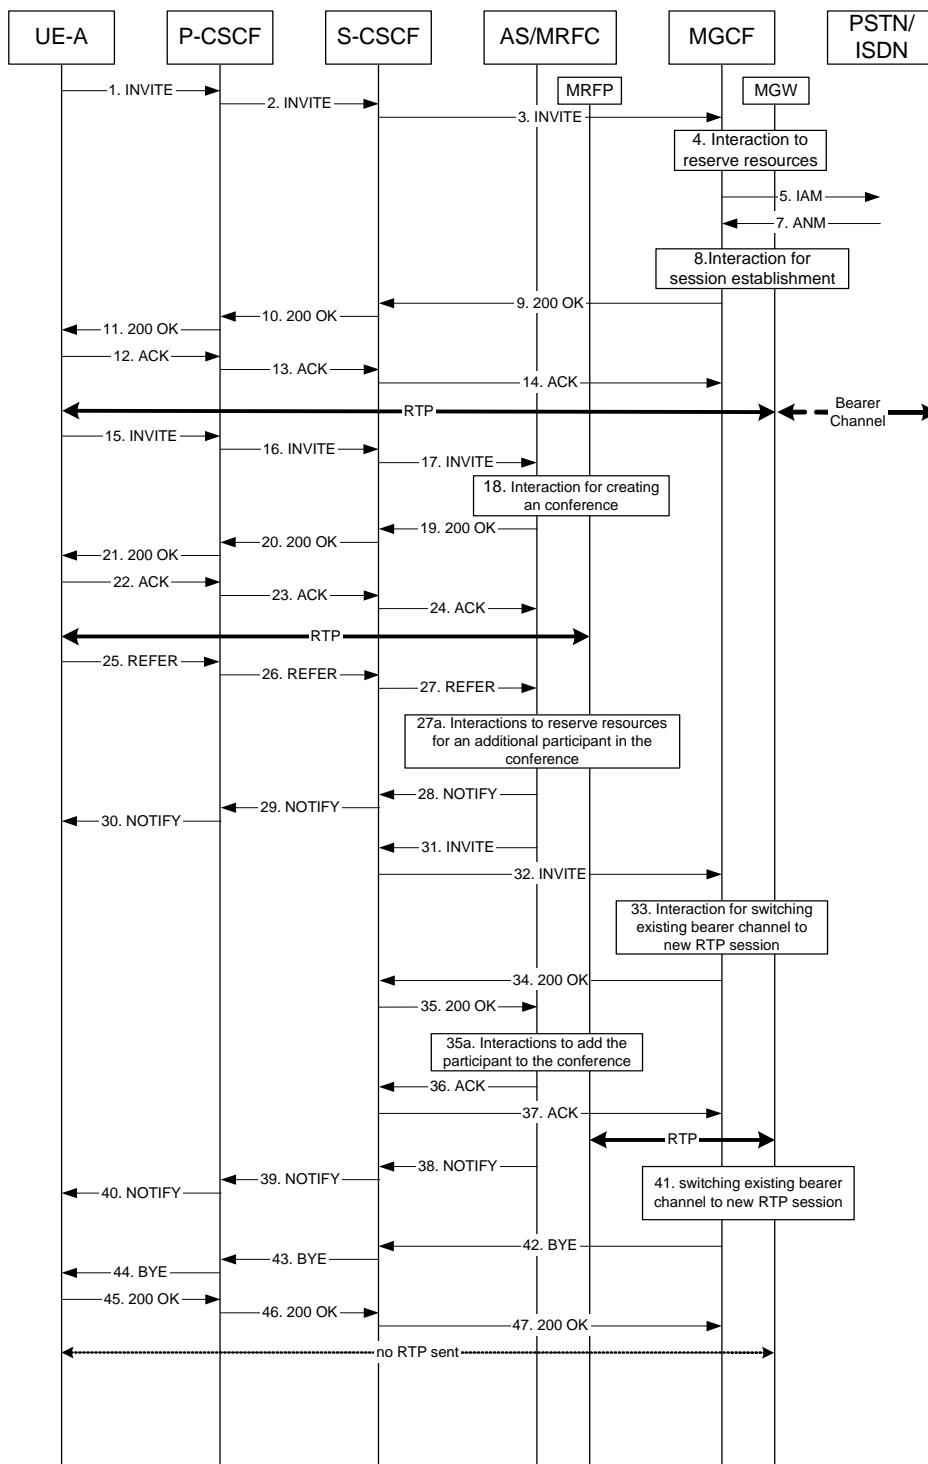 UE-A
P-CSCF
S-CSCF
AS/MRFC
MGCF
PSTN/
ISDN
MRFP
MGW
1. INVITE
2. INVITE
3. INVITE
4. Interaction to
reserve resources
5. IAM
7. ANM
8.Interaction for
session establishment
9. 200 OK
10. 200 OK
11. 200 OK
12. ACK
13. ACK
14. ACK
RTP
Bearer
Channel
15. INVITE
16. INVITE
17. INVITE
18. Interaction for creating
an conference
19. 200 OK
20. 200 OK
21. 200 OK
22. ACK
23. ACK
24. ACK
RTP
25. REFER
26. REFER
27. REFER
27a. Interactions to reserve resources
for an additional participant in the
conference
28. NOTIFY
29. NOTIFY
30. NOTIFY
31. INVITE
32. INVITE
33. Interaction for switching
existing bearer channel to
new RTP session
34. 200 OK
35. 200 OK
35a. Interactions to add the
participant to the conference
36. ACK
37. ACK
RTP
38. NOTIFY
39. NOTIFY
40. NOTIFY
41. switching existing bearer
channel to new RTP session
42. BYE
43. BYE
44. BYE
45. 200 OK
46. 200 OK
47. 200 OK
no RTP sent